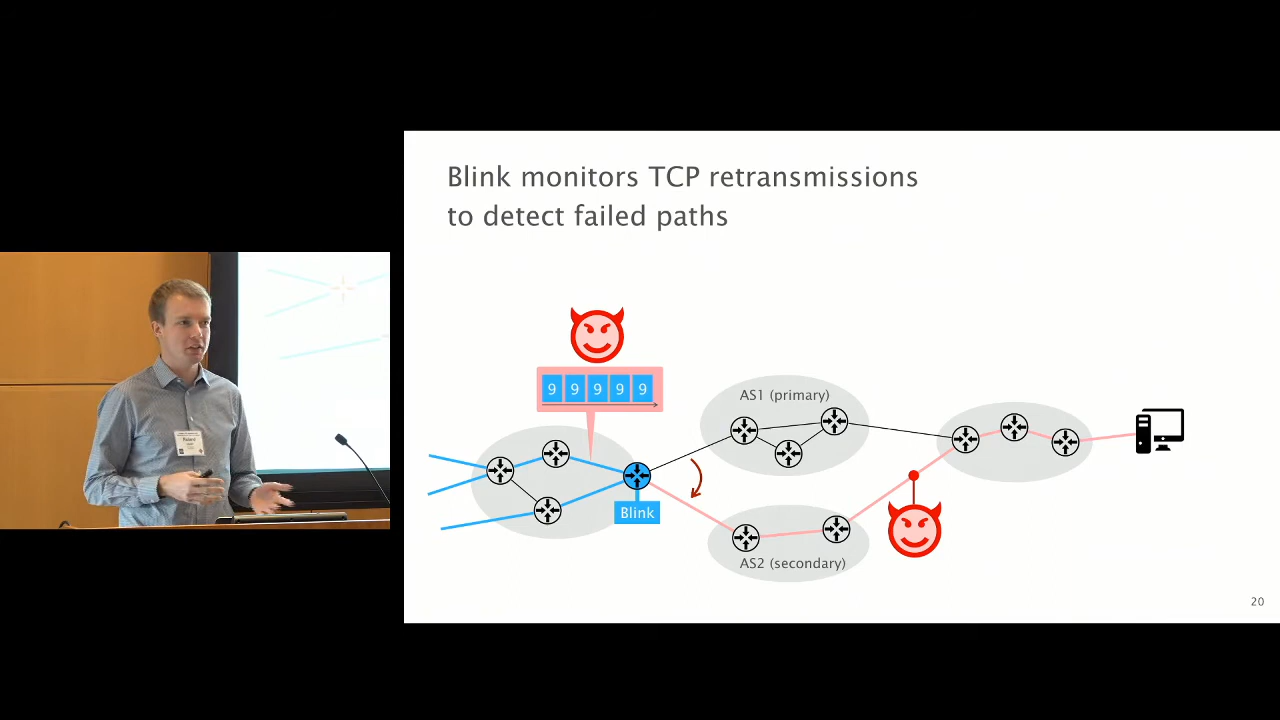 Blink monitors TCP retransmissions
to detect failed paths
9 9 9 9 9
AS1 (primary)
Blink
AS2 (secondary)
20
Roland